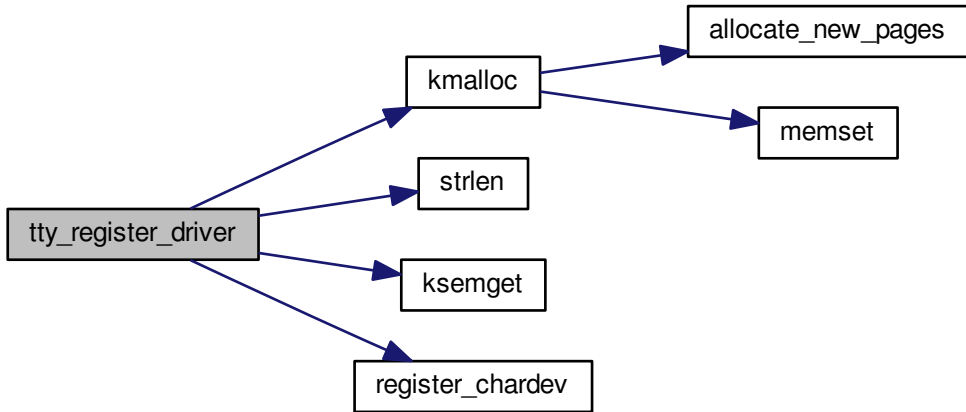 allocate_new_pages
kmalloc
memset
strlen
tty_register_driver
ksemget
register_chardev